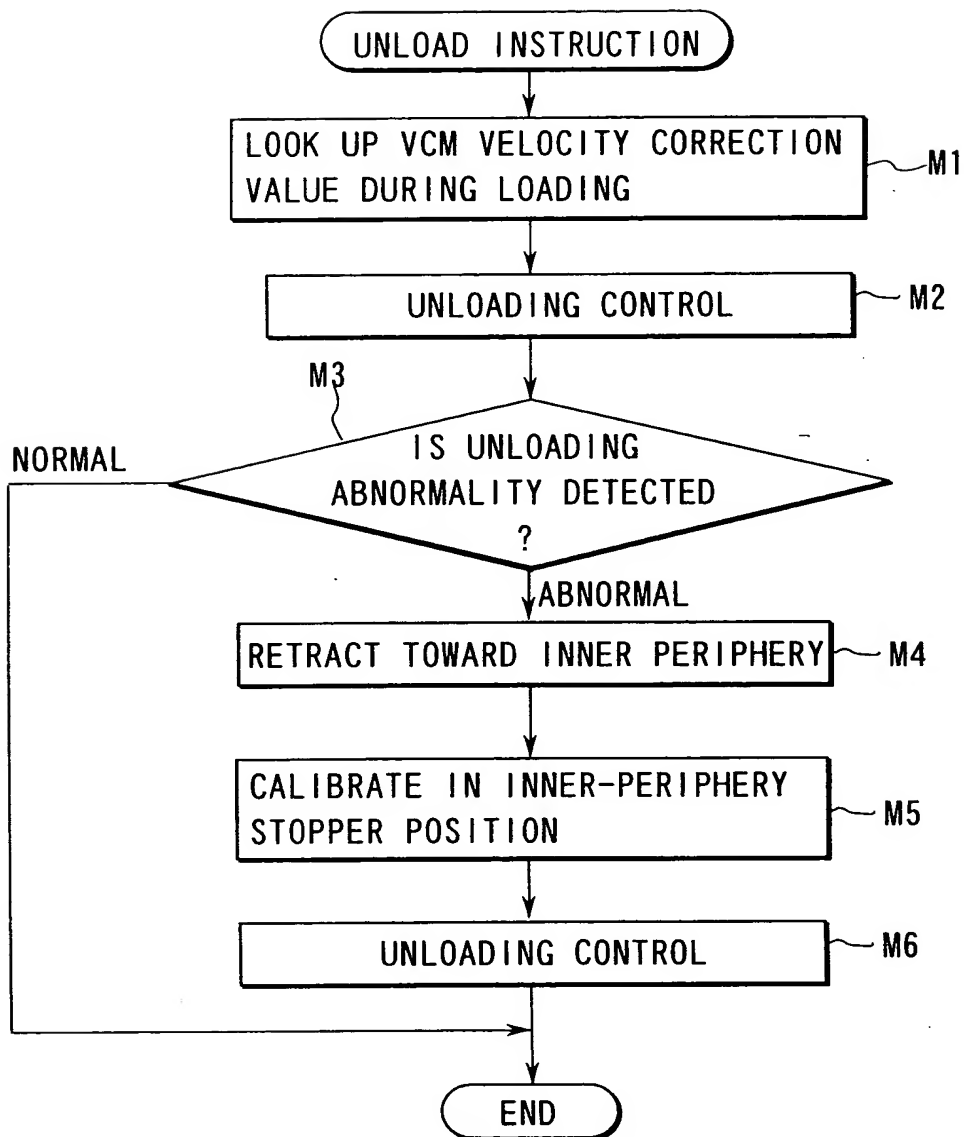 UNLOAD INSTRUCTION
LOOK UP VCM VELOCITY CORRECTION
VALUE DURING LOADING
M1
UNLOADING CONTROL
M2
M3
IS UNLOADING
ABNORMALITY DETECTED
?
NORMAL
ABNORMAL
RETRACT TOWARD INNER PERIPHERY
M4
CALIBRATE IN INNER-PERIPHERY
STOPPER POSITION
M5
UNLOADING CONTROL
M6
END